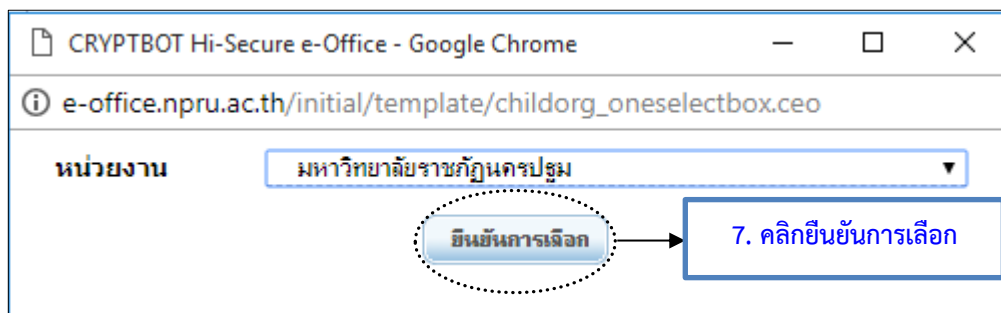 CRYPTBOT Hi-Secure e-Office - Google Chrome
e-office.npru.ac.th/initial/template/childorg_oneselectbox.ceo
หน่วยงาน มหาวิทยาลัยราชภัฏนครปฐม
ยืนยันการเลือก 7. คลิกยืนยันการเลือก